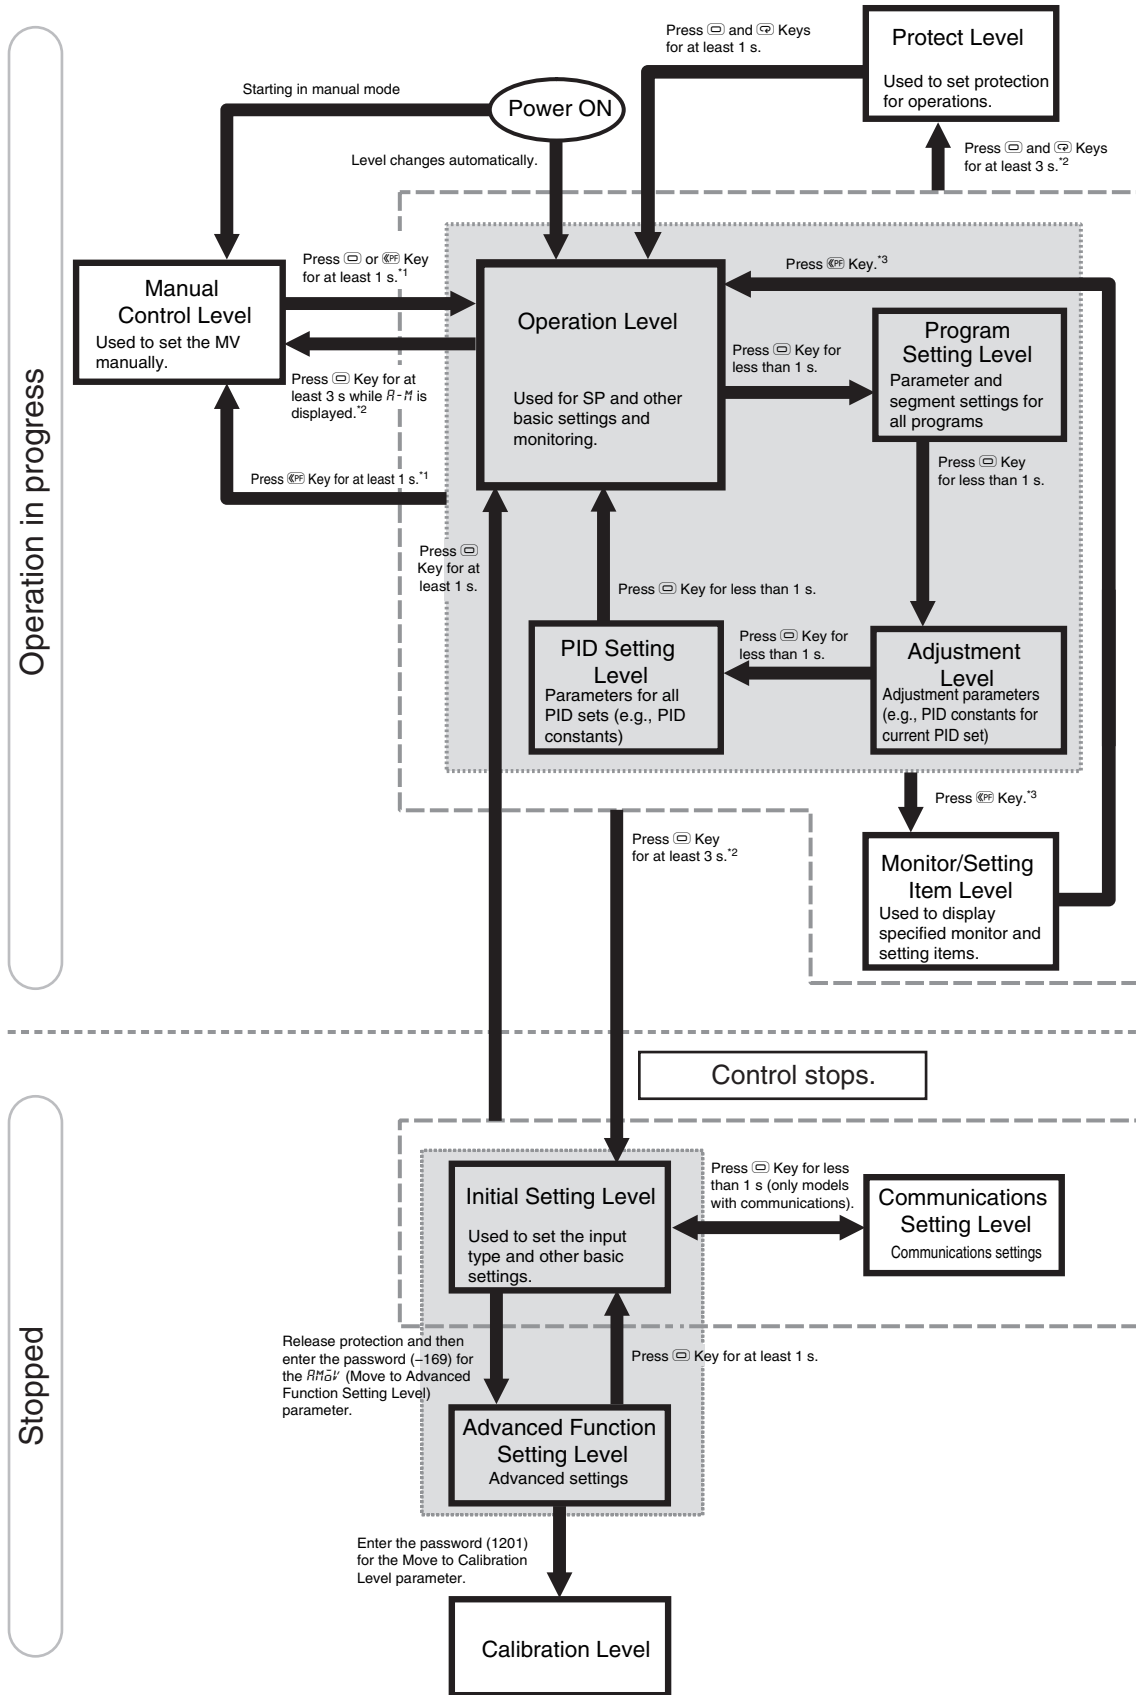 Operation in progress
Stopped
Press and Keys
for at least 1 s.
Protect Level
Used to set protection
for operations.
Starting in manual mode
Power ON
Level changes automatically.
Press and Keys
for at least 3 s.*2
Manual
Control Level
Used to set the MV
manually.
Press or PF Key
for at least 1 s.*1
Press Key for at
least 3 s while A-M is
displayed.*2
Press PF Key for at least 1 s.*1
Operation Level
Used for SP and other
basic settings and
monitoring.
Press PF Key.*3
Press Key for
less than 1 s.
Program
Setting Level
Parameter and
segment settings for
all programs
Press Key
for less than 1 s.
Press
Key for at
least 1 s.
Press Key for less than 1 s.
PID Setting
Level
Parameters for all
PID sets (e.g., PID
constants)
Press Key for
less than 1 s.
Adjustment
Level
Adjustment parameters
(e.g., PID constants for
current PID set)
Press PF Key.*3
Press Key
for at least 3 s.*2
Monitor/Setting
Item Level
Used to display
specified monitor and
setting items.
Control stops.
Initial Setting Level
Used to set the input
type and other basic
settings.
Press Key for less
than 1 s (only models
with communications).
Communications
Setting Level
Communications settings
Release protection and then
enter the password (–169) for
the AMoV (Move to Advanced
Function Setting Level)
parameter.
Press Key for at least 1 s.
Advanced Function
Setting Level
Advanced settings
Enter the password (1201)
for the Move to Calibration
Level parameter.
Calibration Level